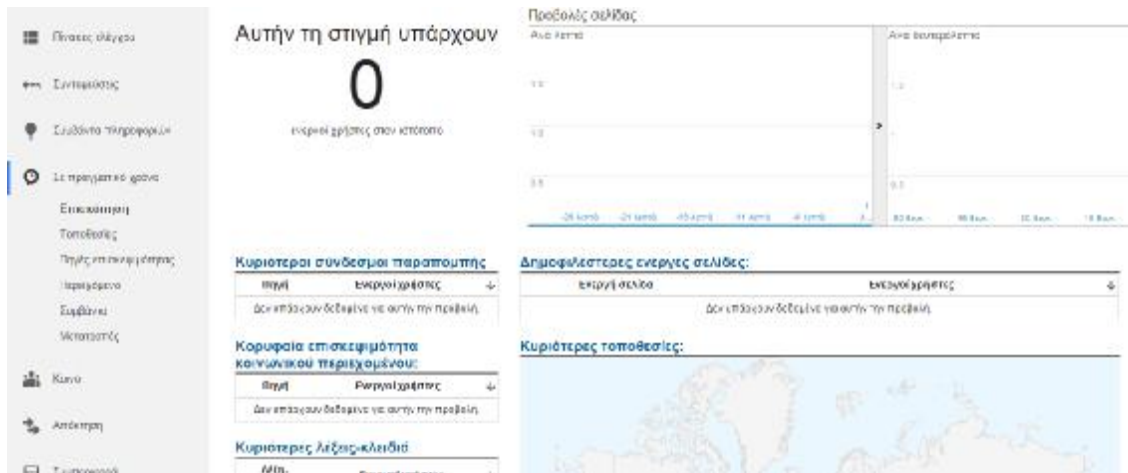 Πίνακες ελέγχου
Συντομεύσεις
Συμβάντα πληροφοριών
Σε πραγματικό χρόνο
Επισκόπηση
Τοποθεσίες
Πηγές επισκεψιμότητας
Περιεχόμενο
Συμβάντα
Μετατροπές
Κοινό
Απόκτηση
Συμπεριφορά
Αυτήν τη στιγμή υπάρχουν
0
ενεργοί χρήστες στον ιστότοπο
Προβολές σελίδας
Ανά λεπτό
Ανά δευτερόλεπτο
Κυριότεροι σύνδεσμοι παραπομπής
Πηγή Ενεργοί χρήστες
Δεν υπάρχουν δεδομένα για αυτήν την προβολή.
Δημοφιλέστερες ενεργές σελίδες:
Ενεργή σελίδα Ενεργοί χρήστες
Δεν υπάρχουν δεδομένα για αυτήν την προβολή.
Κορυφαία επισκεψιμότητα
κοινωνικού περιεχομένου:
Πηγή Ενεργοί χρήστες
Δεν υπάρχουν δεδομένα για αυτήν την προβολή.
Κυριότερες τοποθεσίες:
Κυριότερες λέξεις-κλειδιά